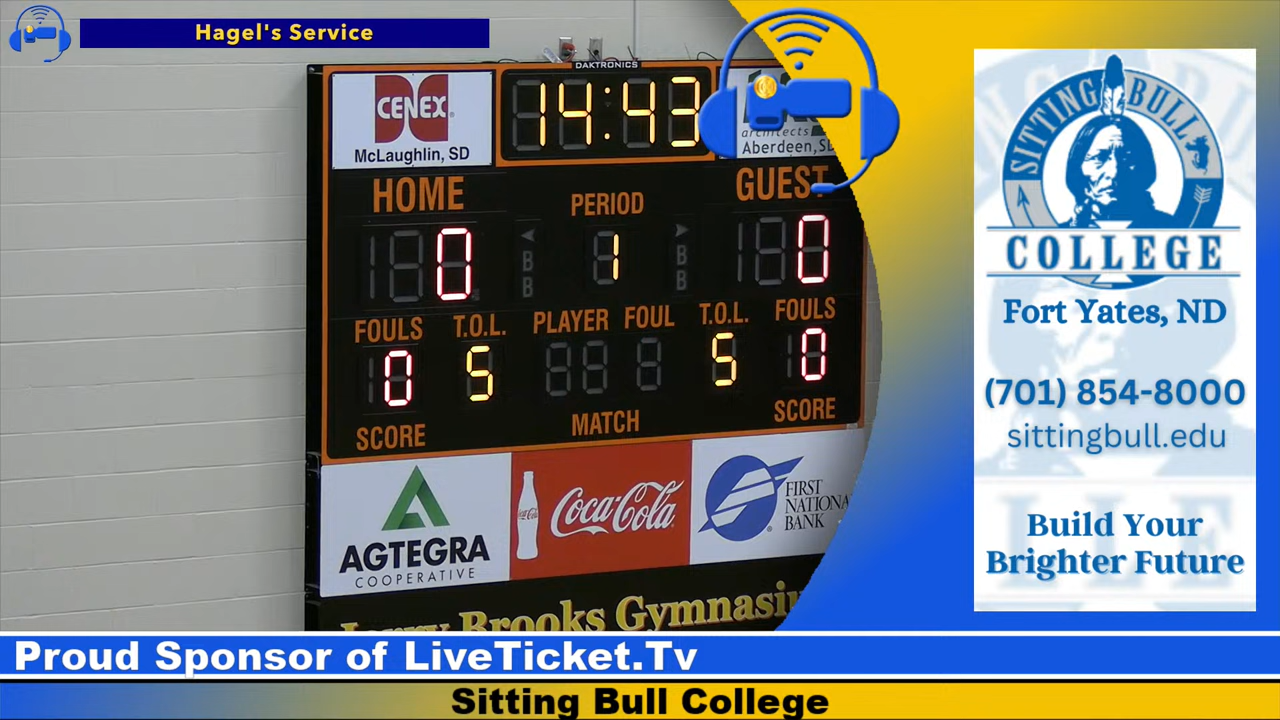 Hagel's Service
DAKTRONICS
CENEX
McLaughlin, SD
14:43
architects
Aberdeen, SD
HOME
PERIOD
GUEST
0
1
0
B
B
B
B
FOULS
T.O.L.
PLAYER
FOUL
T.O.L.
FOULS
0
5
5
0
SCORE
MATCH
SCORE
AGTEGRA
COOPERATIVE
Coca-Cola
FIRST
NATIONAL
BANK
Brooks Gymnasiu
SITTING BULL
COLLEGE
Fort Yates, ND
(701) 854-8000
sittingbull.edu
Build Your
Brighter Future
Proud Sponsor of LiveTicket.Tv
Sitting Bull College